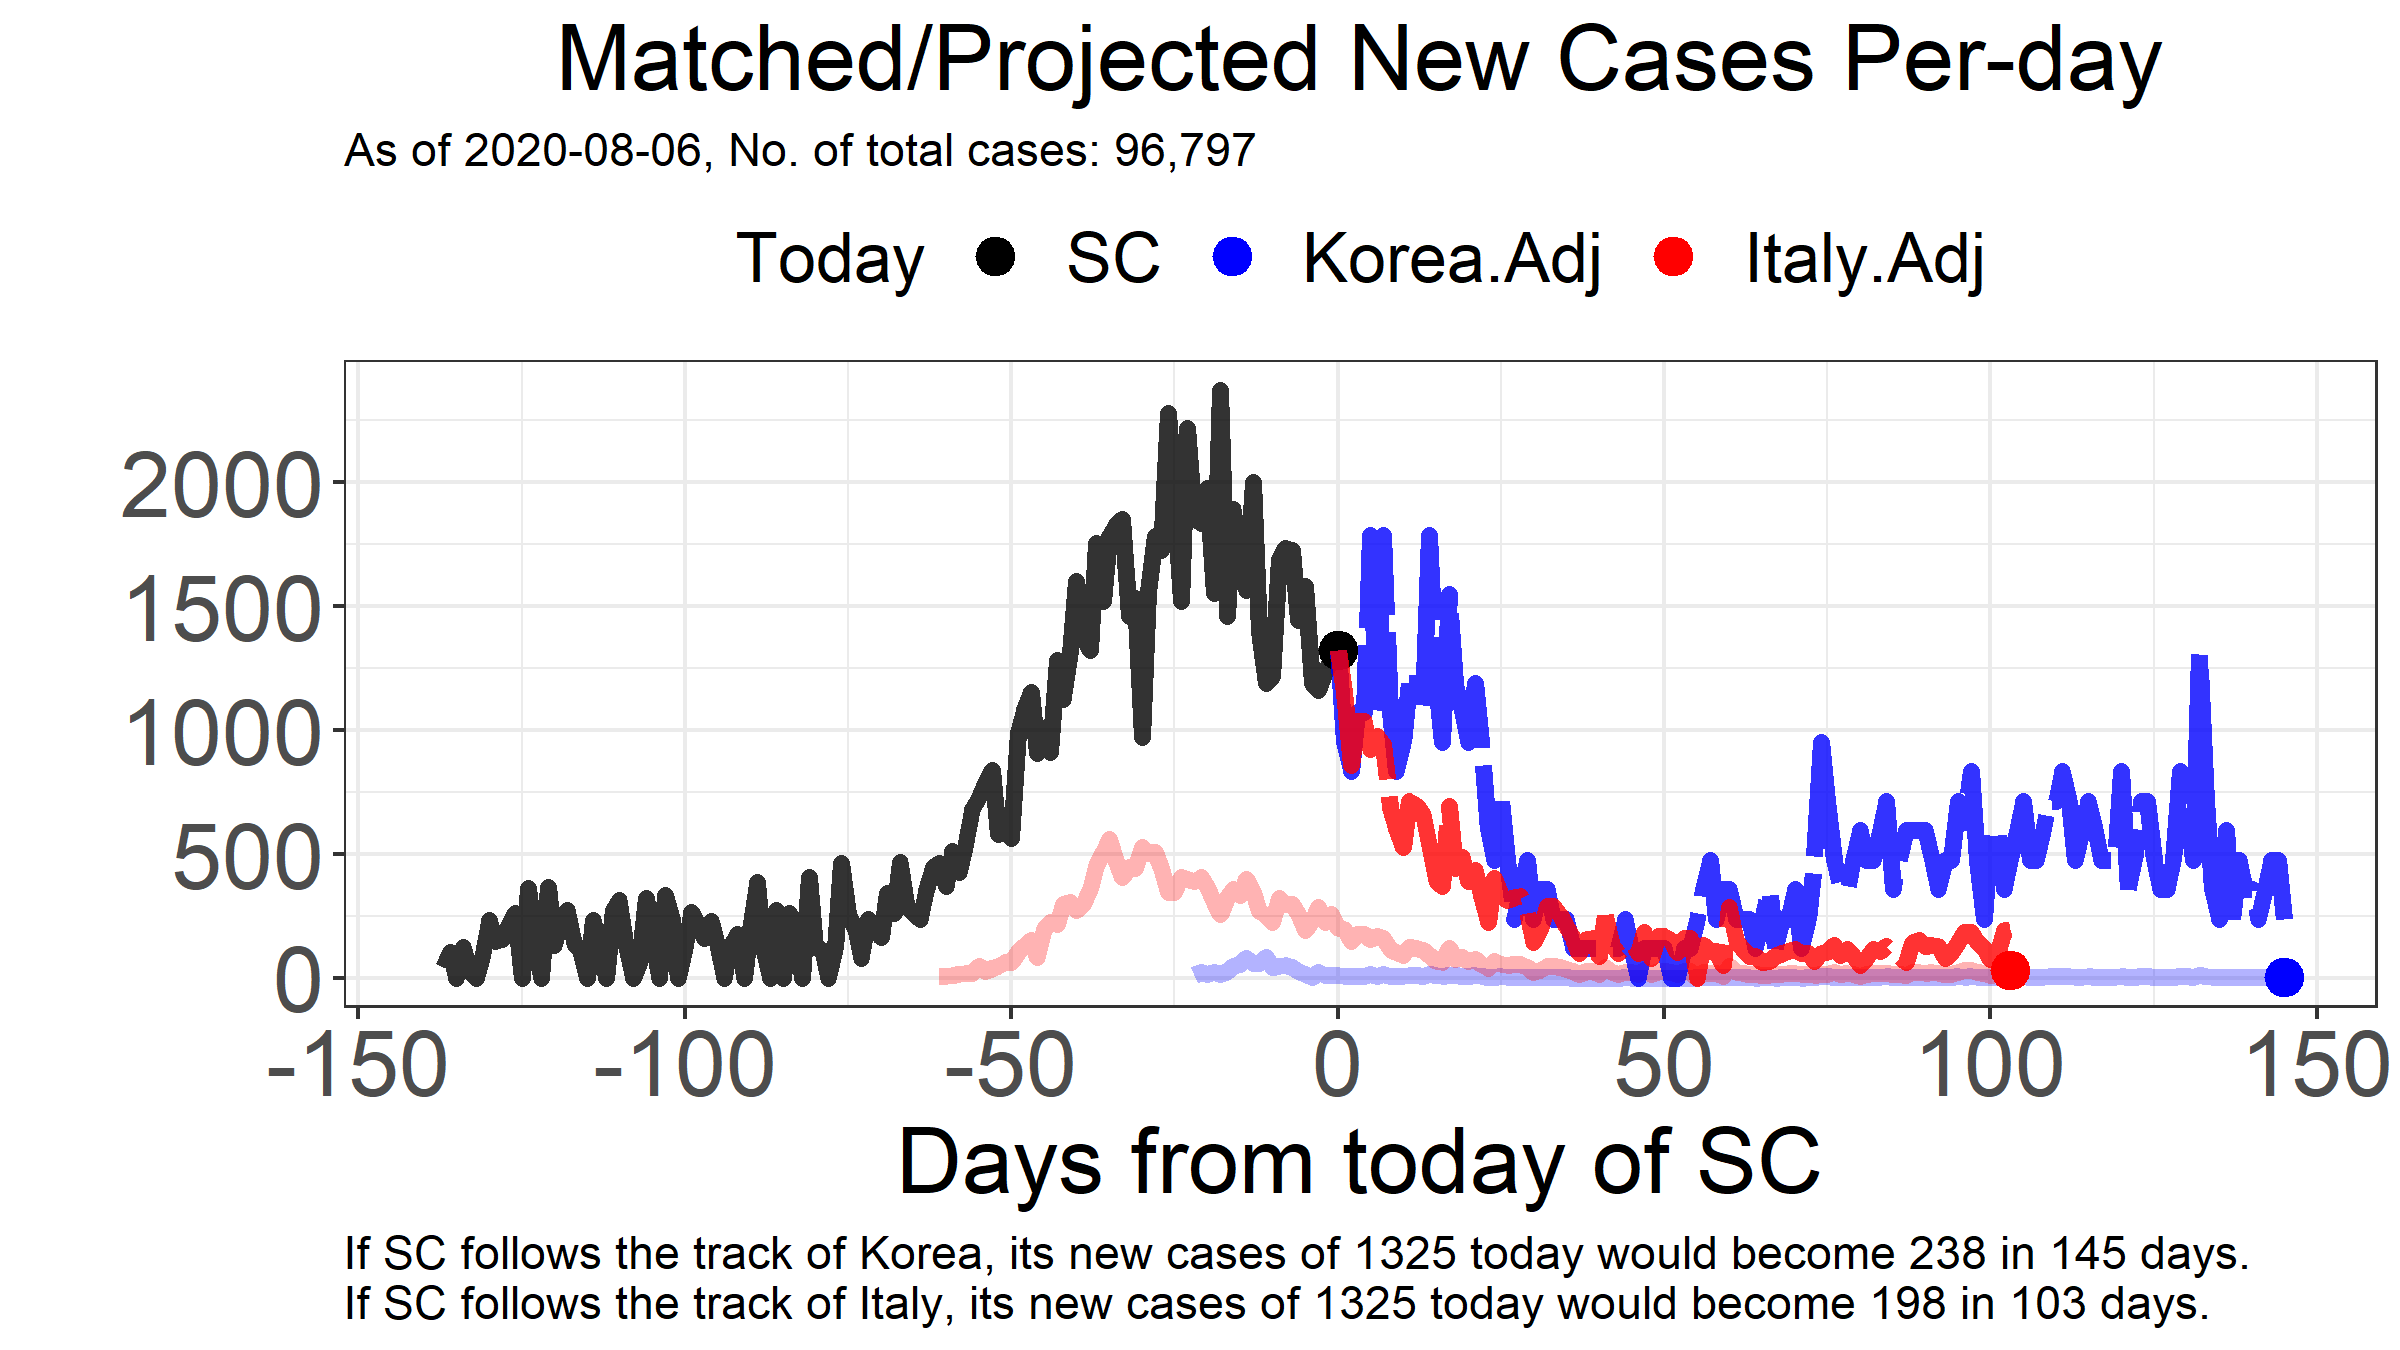 Matched/Projected New Cases Per-day
As of 2020-08-06, No. of total cases: 96,797
Today SC Korea.Adj Italy.Adj
2000
1500
1000
500
0
-150 -100 -50 0 50 100 150
Days from today of SC
If SC follows the track of Korea, its new cases of 1325 today would become 238 in 145 days.
If SC follows the track of Italy, its new cases of 1325 today would become 198 in 103 days.